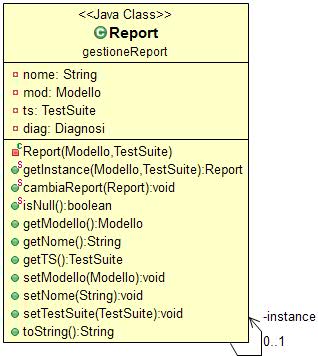 <<Java Class>>
Report
gestioneReport
nome: String
mod: Modello
ts: TestSuite
diag: Diagnosi
Report(Modello,TestSuite)
getInstance(Modello,TestSuite):Report
cambiaReport(Report):void
isNull():boolean
getModello():Modello
getNome():String
getTS():TestSuite
setModello(Modello):void
setNome(String):void
setTestSuite(TestSuite):void
toString():String
-instance
0..1